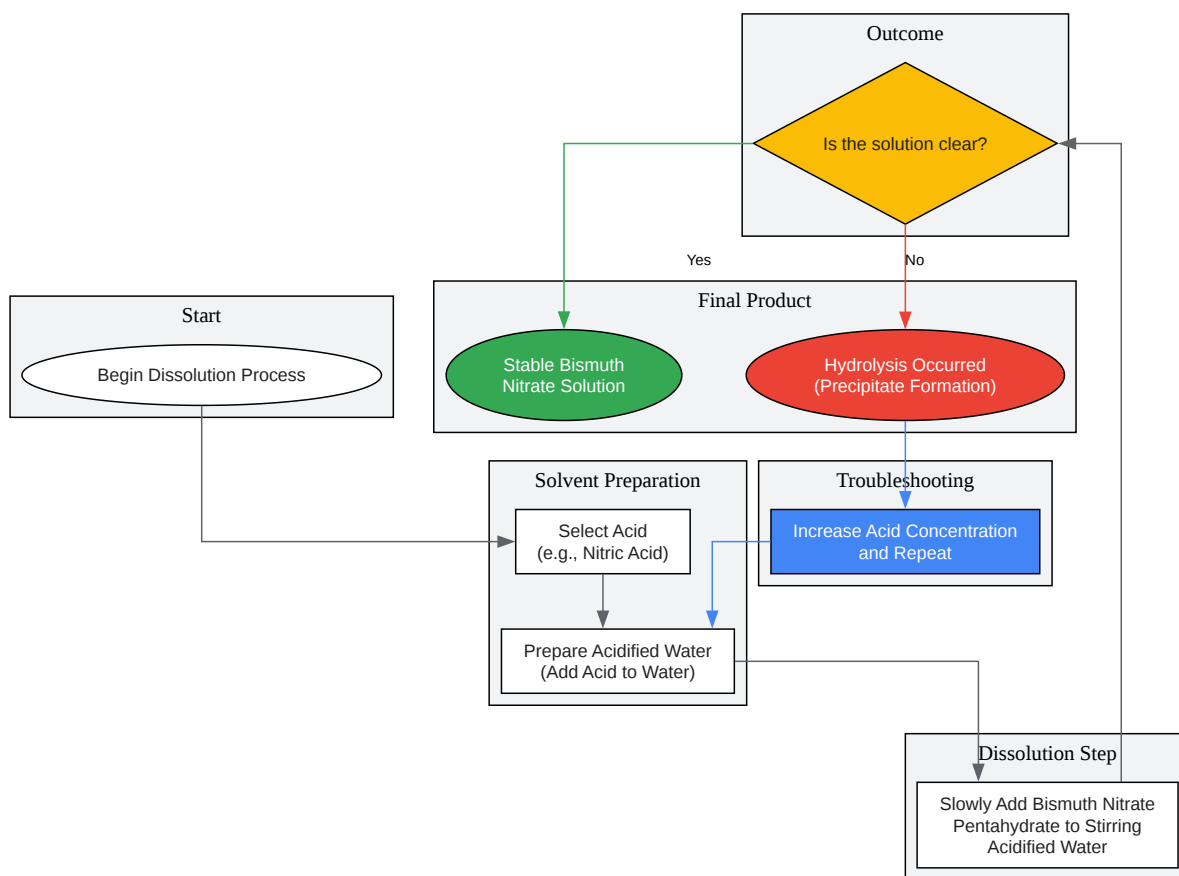 Outcome
Is the solution clear?
Yes
No
Final Product
Stable Bismuth
Nitrate Solution
Hydrolysis Occurred
(Precipitate Formation)
Start
Begin Dissolution Process
Solvent Preparation
Select Acid
(e.g., Nitric Acid)
Prepare Acidified Water
(Add Acid to Water)
Troubleshooting
Increase Acid Concentration
and Repeat
Dissolution Step
Slowly Add Bismuth Nitrate
Pentahydrate to Stirring
Acidified Water